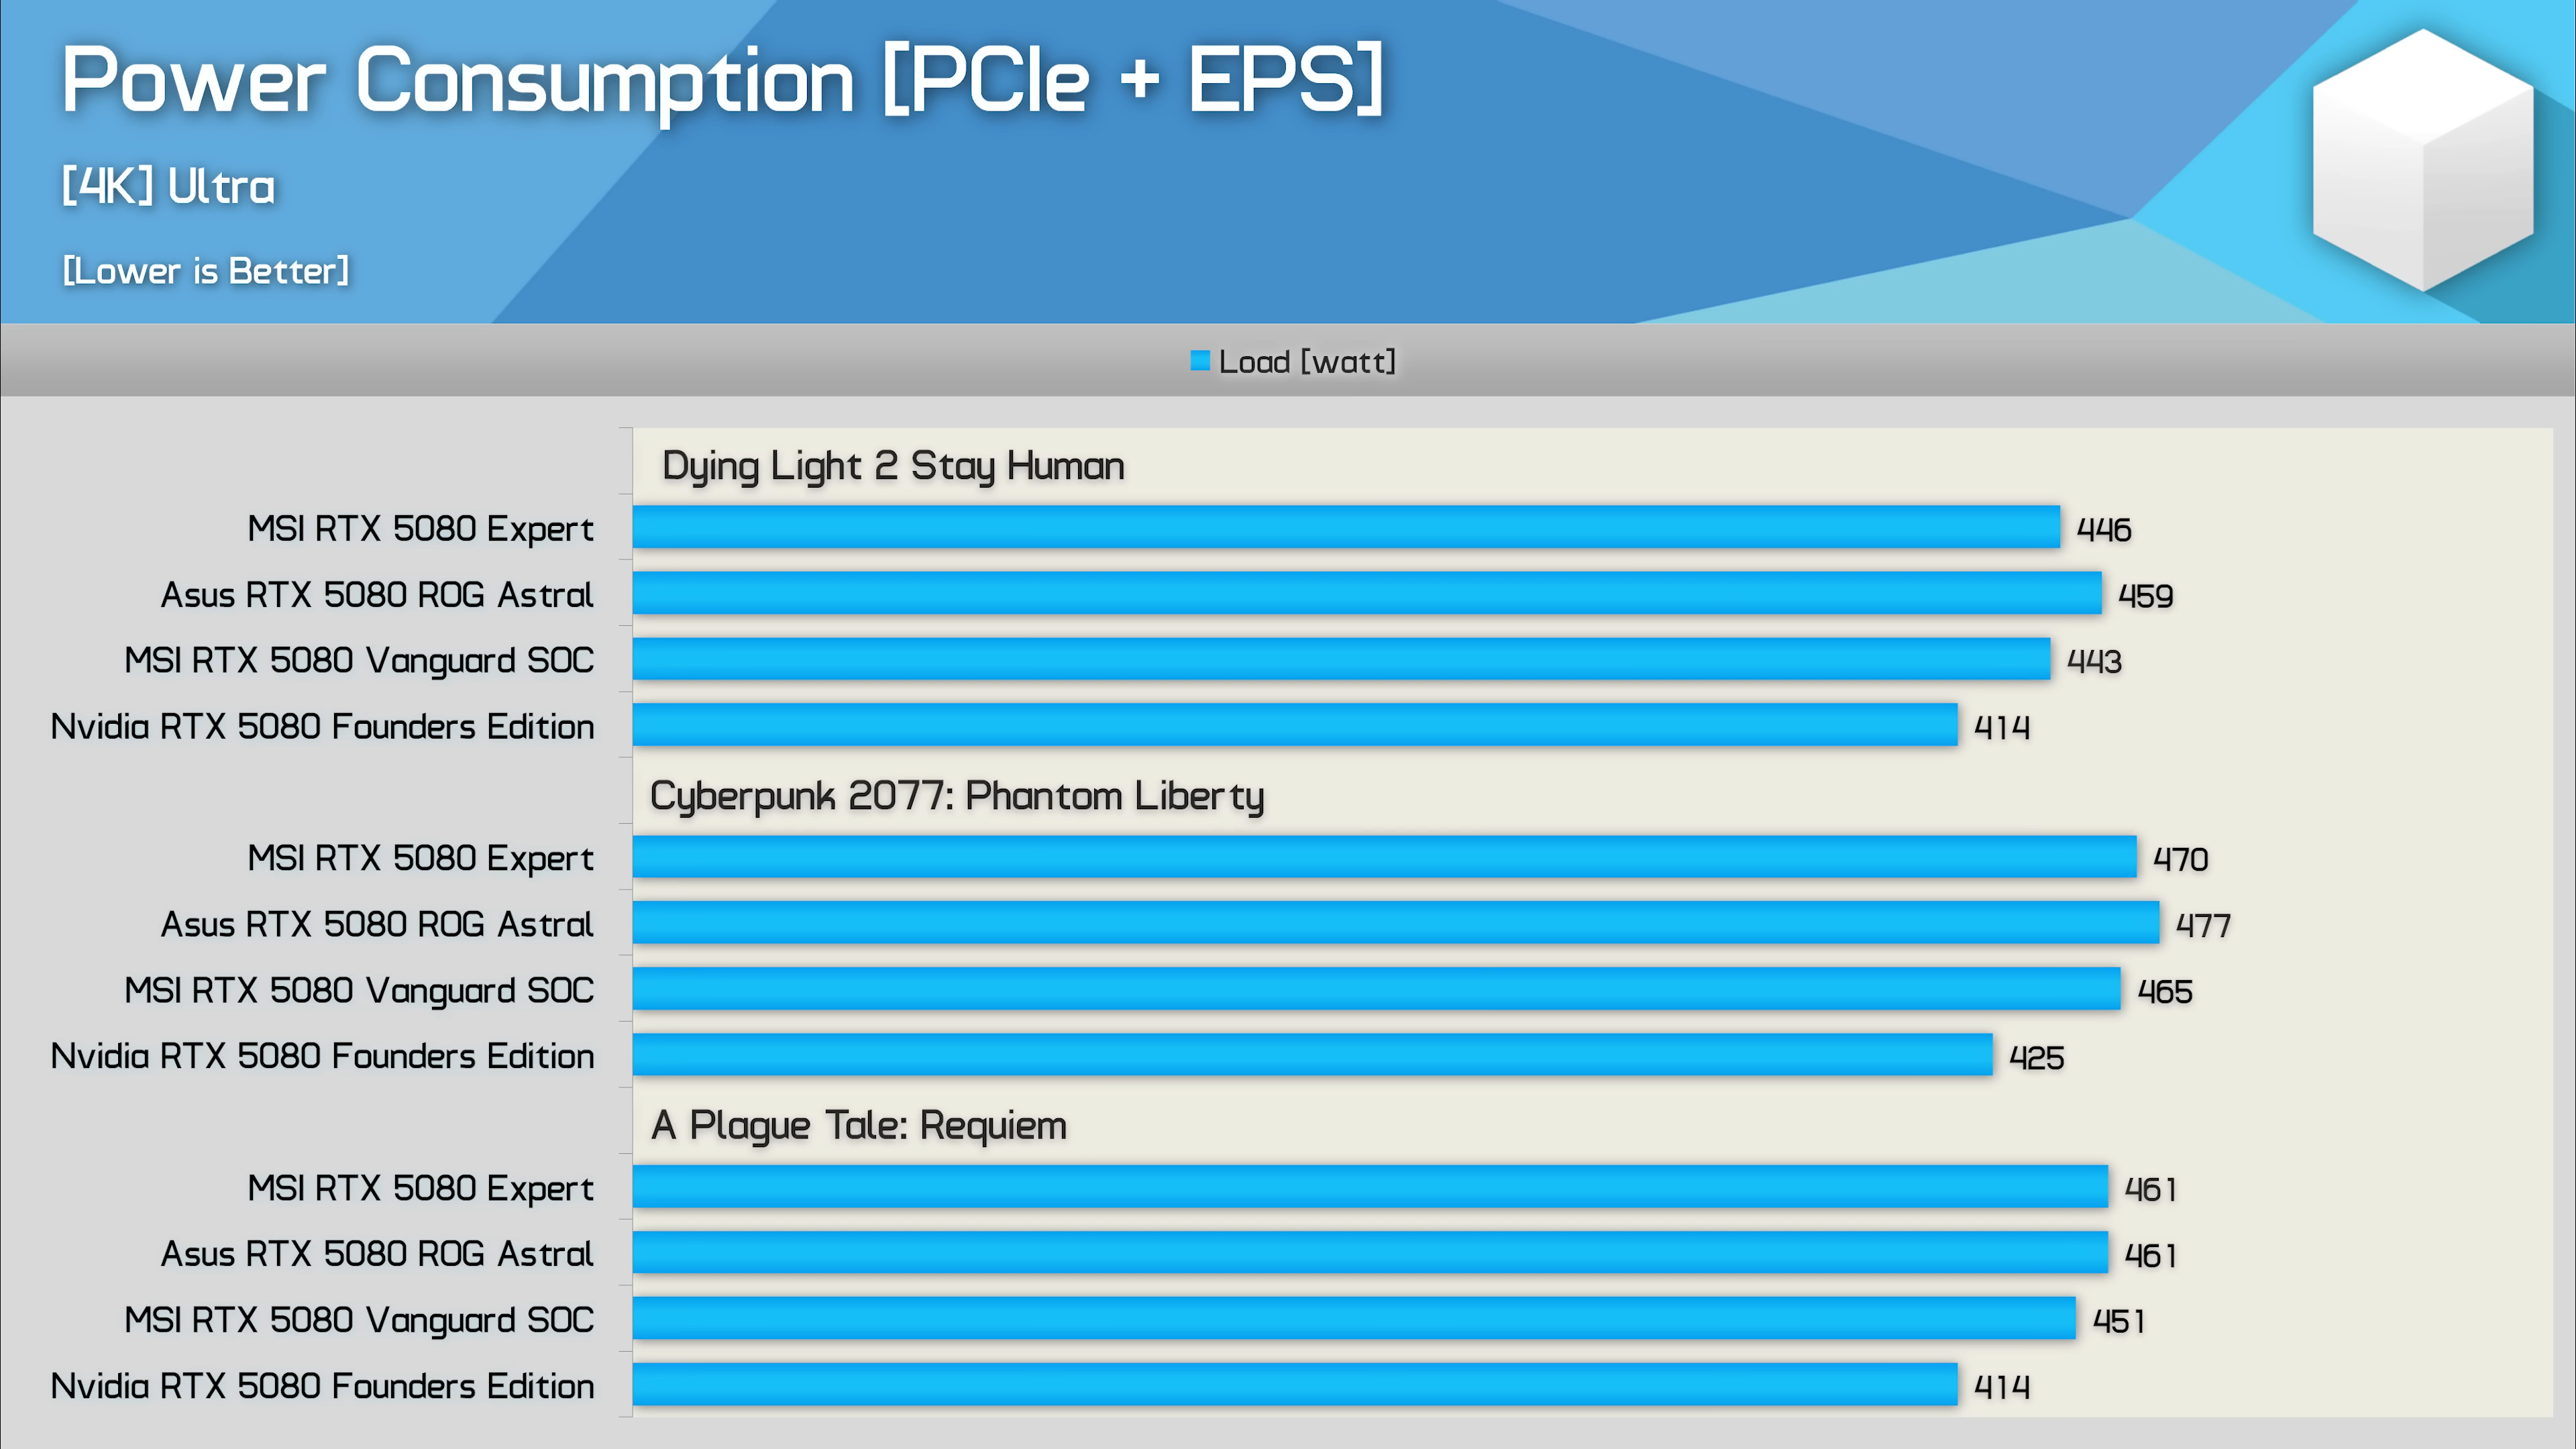 Power Consumption [PCIe + EPS]
[4K] Ultra
[Lower is Better]
Load [watt]
Dying Light 2 Stay Human
MSI RTX 5080 Expert 446
Asus RTX 5080 ROG Astral 459
MSI RTX 5080 Vanguard SOC 443
Nvidia RTX 5080 Founders Edition 414
Cyberpunk 2077: Phantom Liberty
MSI RTX 5080 Expert 470
Asus RTX 5080 ROG Astral 477
MSI RTX 5080 Vanguard SOC 465
Nvidia RTX 5080 Founders Edition 425
A Plague Tale: Requiem
MSI RTX 5080 Expert 461
Asus RTX 5080 ROG Astral 461
MSI RTX 5080 Vanguard SOC 451
Nvidia RTX 5080 Founders Edition 414